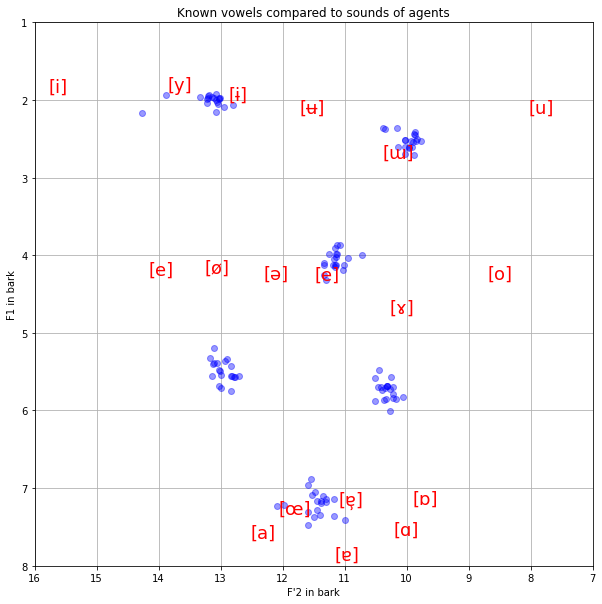 Known vowels compared to sounds of agents
1
[i] [y] [ɨ]
2
[ʉ] [u]
[ɯ]
3
F1 in bark
4
[e] [ø] [ə] [ɵ] [o]
[ɤ]
5
6
7
[œ] [ɐ̞] [ɒ]
[a] [ɑ]
[ɐ]
8
16 15 14 13 12 11 10 9 8 7
F'2 in bark